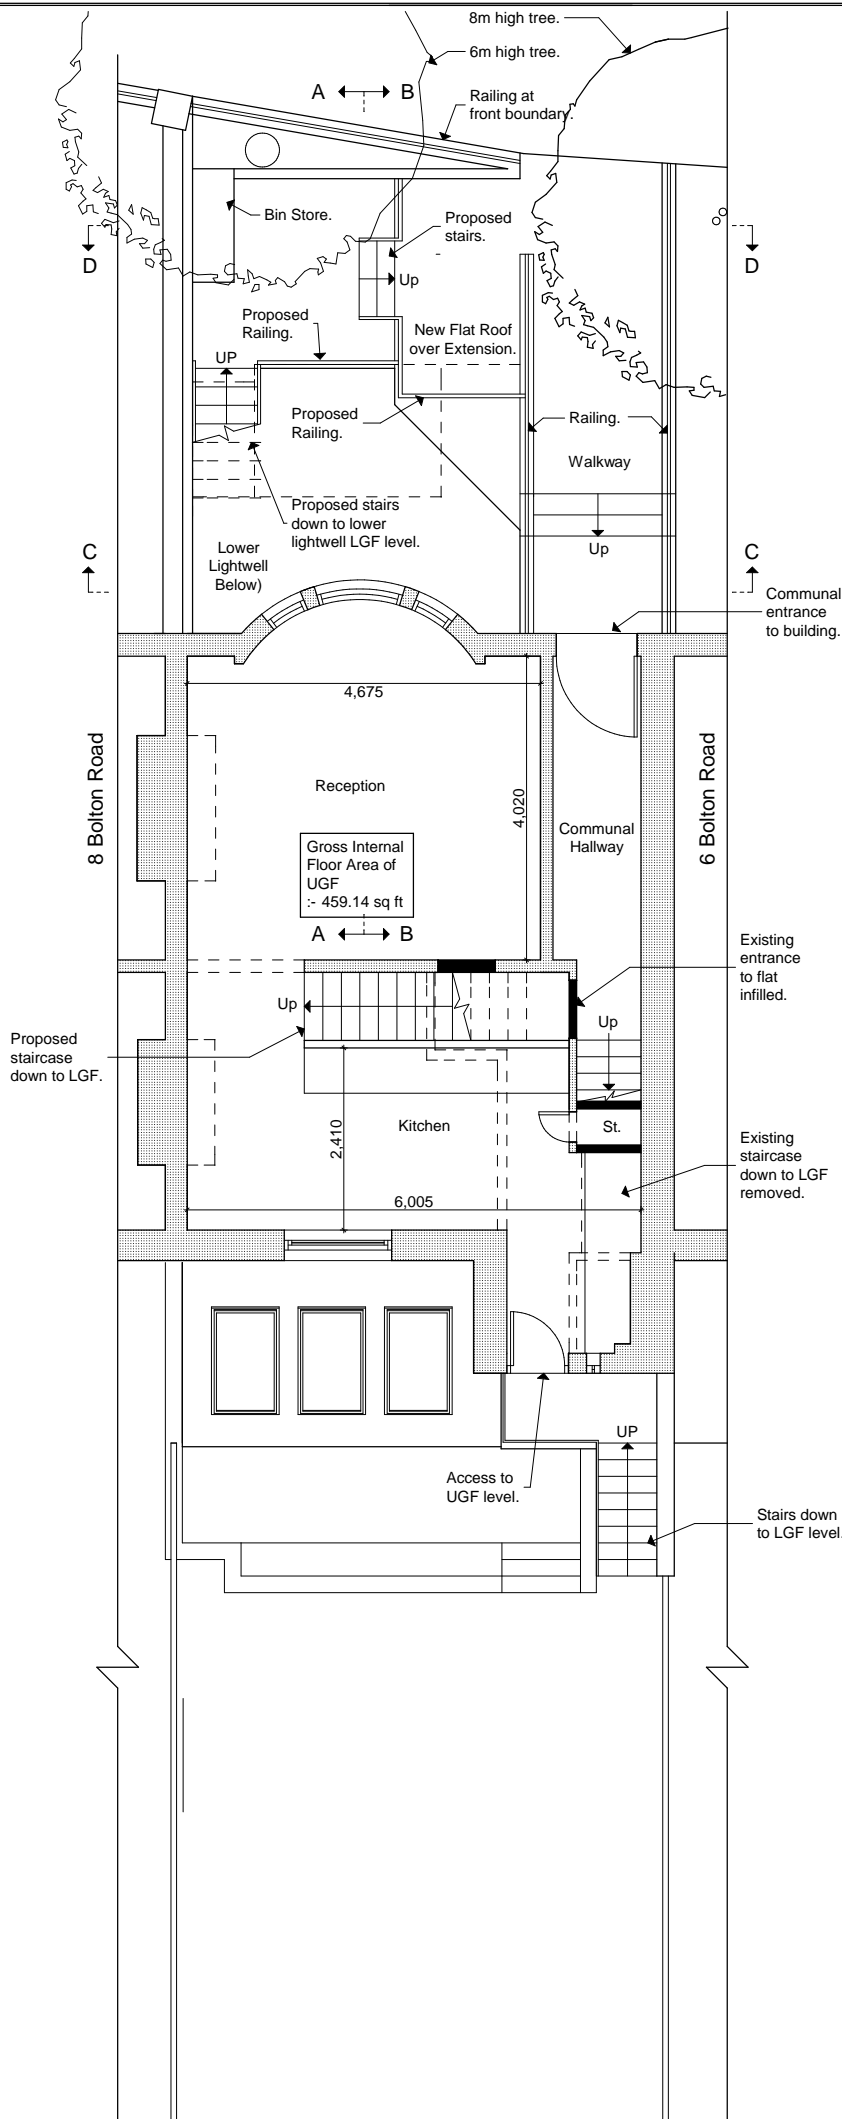 8m high tree.
6m high tree.
A B
Railing at
front boundary.
Bin Store.
Proposed
stairs.
D
D
Up
Proposed
Railing.
New Flat Roof
over Extension.
UP
Proposed
Railing.
Railing.
Walkway
Proposed stairs
down to lower
lightwell LGF level.
Lower
Lightwell
Below)
Up
C
C
Communal
entrance
to building.
4,675
8 Bolton Road
6 Bolton Road
Reception
4,020
Communal
Hallway
Gross Internal
Floor Area of
UGF
:- 459.14 sq ft
A B
Existing
entrance
to flat
infilled.
Up
Up
Proposed
staircase
down to LGF.
Kitchen
2,410
St.
Existing
staircase
down to LGF
removed.
6,005
UP
Access to
UGF level.
Stairs down
to LGF level.